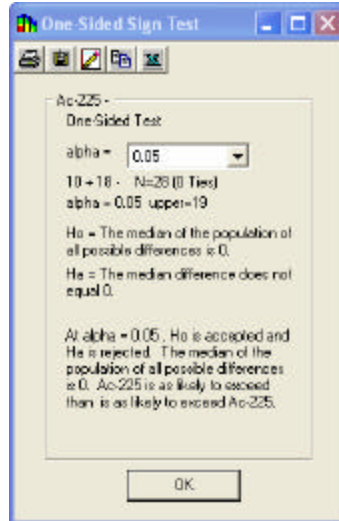 One-Sided Sign Test
Ac-225 -
One-Sided Test
alpha = 0.05
10 + 18 - N=28 (0 Ties)
alpha = 0.05 upper=19
Ho = The median of the population of
all possible differences is 0.
Ha = The median difference does not
equal 0.
At alpha = 0.05 , Ho is accepted and
Ha is rejected. The median of the
population of all possible differences
is 0. Ac-225 is as likely to exceed
than is as likely to exceed Ac-225.
OK